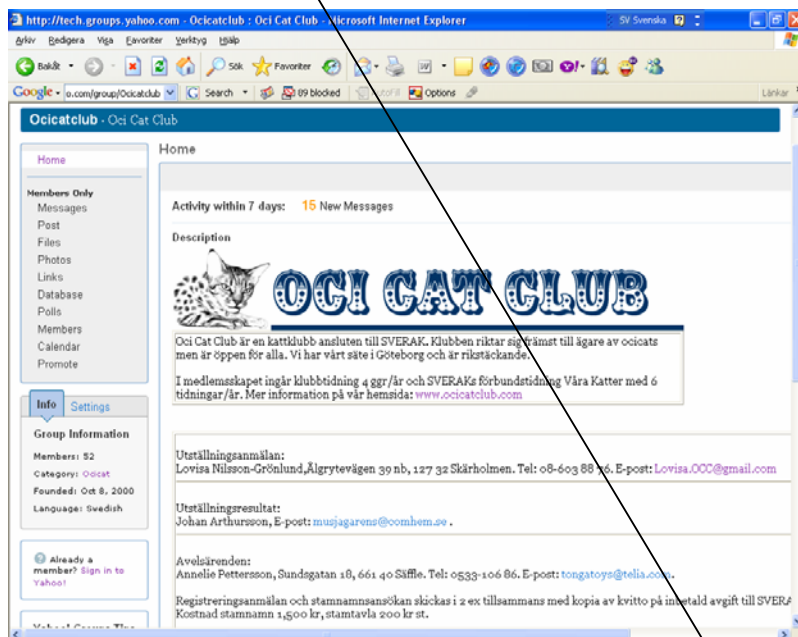 http://tech.groups.yahoo.com - Ocicatclub : Oci Cat Club - Microsoft Internet Explorer
SV Svenska
Arkiv Redigera Visa Favoriter Verktyg Hjälp
Bakåt Sök Favoriter
Google o.com/group/Ocicatclub Search 89 blocked AutoFill Options Länkar
Ocicatclub · Oci Cat Club
Home
Home
Members Only
Messages
Post
Files
Photos
Links
Database
Polls
Members
Calendar
Promote
Info Settings
Group Information
Members: 52
Category: Ocicat
Founded: Oct 8, 2000
Language: Swedish
Already a
member? Sign in to
Yahoo!
Yahoo! Groups Tips
Activity within 7 days: 15 New Messages
Description
OCI CAT CLUB
Oci Cat Club är en kattklubb ansluten till SVERAK. Klubben riktar sig främst till ägare av ocicats
men är öppen för alla. Vi har vårt säte i Göteborg och är rikstäckande.
I medlemsskapet ingår klubbtidning 4 ggr/år och SVERAKs förbundstidning Våra Katter med 6
tidningar/år. Mer information på vår hemsida: www.ocicatclub.com
Utställningsanmälan:
Lovisa Nilsson-Grönlund,Ålgrytevägen 39 nb, 127 32 Skärholmen. Tel: 08-603 88 76. E-post: Lovisa.OCC@gmail.com
Utställningsresultat:
Johan Arthursson, E-post: musjagarens@comhem.se .
Avelsärenden:
Annelie Pettersson, Sundsgatan 18, 661 40 Säffle. Tel: 0533-106 86. E-post: tongatoys@telia.com.
Registreringsanmälan och stamnamnsansökan skickas i 2 ex tillsammans med kopia av kvitto på inbetald avgift till SVERA
Kostnad stamnamn 1,500 kr, stamtavla 200 kr st.